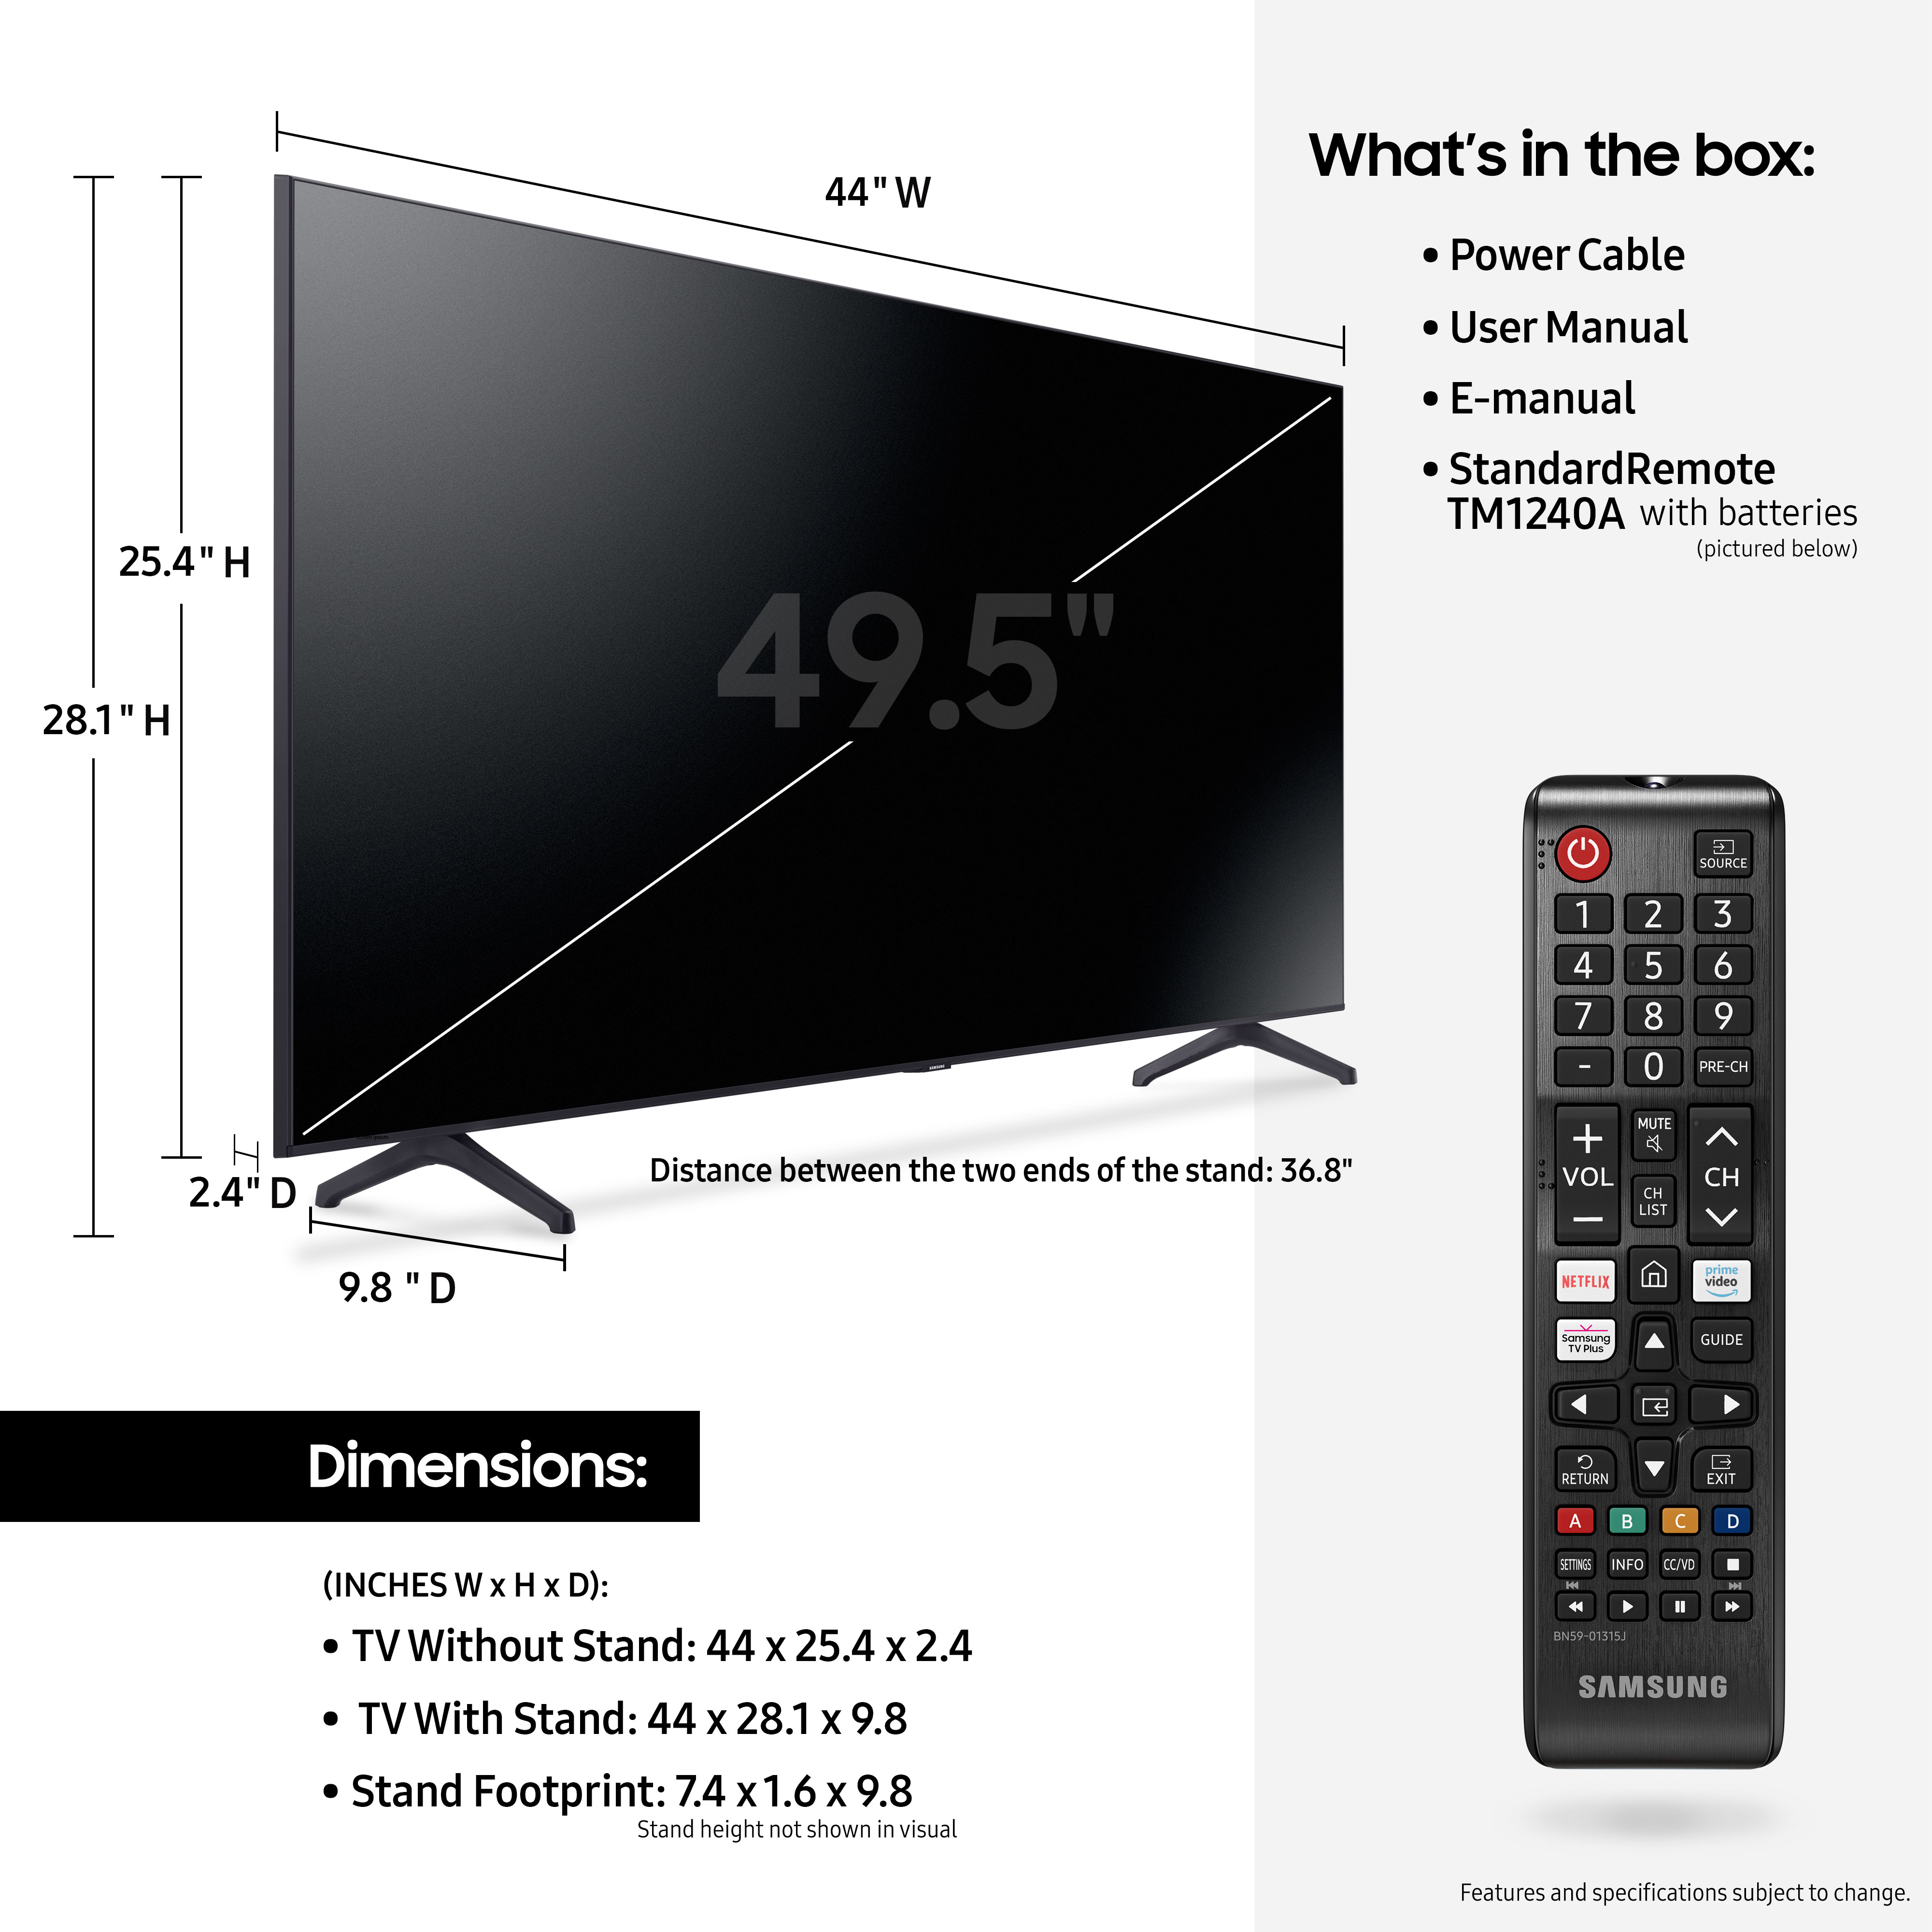 44" W
25.4" H
28.1" H
49.5"
SAMSUNG
2.4" D
Distance between the two ends of the stand: 36.8"
9.8 " D
Dimensions:
(INCHES W x H x D):
• TV Without Stand: 44 x 25.4 x 2.4
• TV With Stand: 44 x 28.1 x 9.8
• Stand Footprint: 7.4 x 1.6 x 9.8
Stand height not shown in visual
What's in the box:
• Power Cable
• User Manual
• E-manual
• StandardRemote
TM1240A with batteries
(pictured below)
SOURCE
1 2 3
4 5 6
7 8 9
- 0 PRE-CH
MUTE
+
VOL CH
CH
LIST
NETFLIX prime
video
Samsung
TV Plus GUIDE
RETURN EXIT
A B C D
SETTINGS INFO CC/VD
BN59-01315J
SAMSUNG
Features and specifications subject to change.